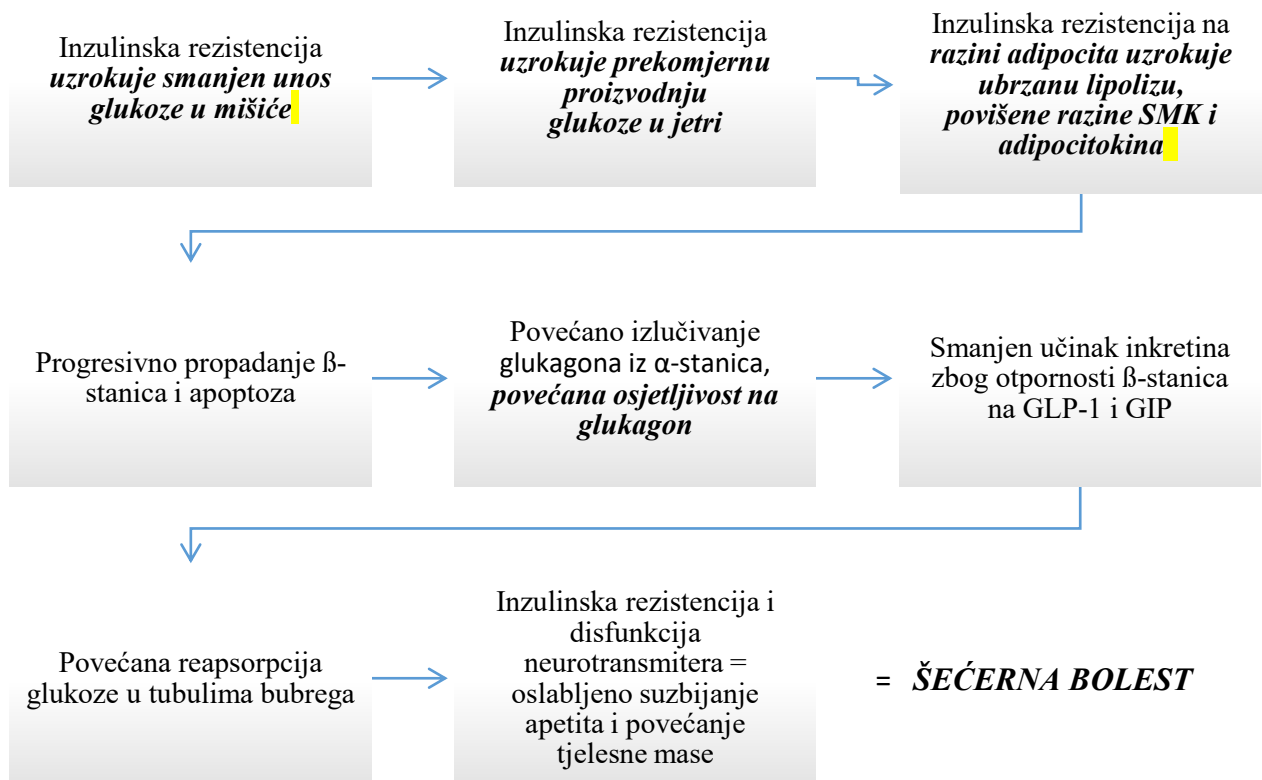 Inzulinska rezistencija
uzrokuje smanjen unos
glukoze u mišiće
Inzulinska rezistencija
uzrokuje prekomjernu
proizvodnju
glukoze u jetri
Inzulinska rezistencija na
razini adipocita uzrokuje
ubrzanu lipolizu,
povišene razine SMK i
adipocitokina
Progresivno propadanje ß-
stanica i apoptoza
Povećano izlučivanje
glukagona iz α-stanica,
povećana osjetljivost na
glukagon
Smanjen učinak inkretina
zbog otpornosti ß-stanica
na GLP-1 i GIP
Povećana reapsorpcija
glukoze u tubulima bubrega
Inzulinska rezistencija i
disfunkcija
neurotransmitera =
oslabljeno suzbijanje
apetita i povećanje
tjelesne mase
= ŠEĆERNA BOLEST